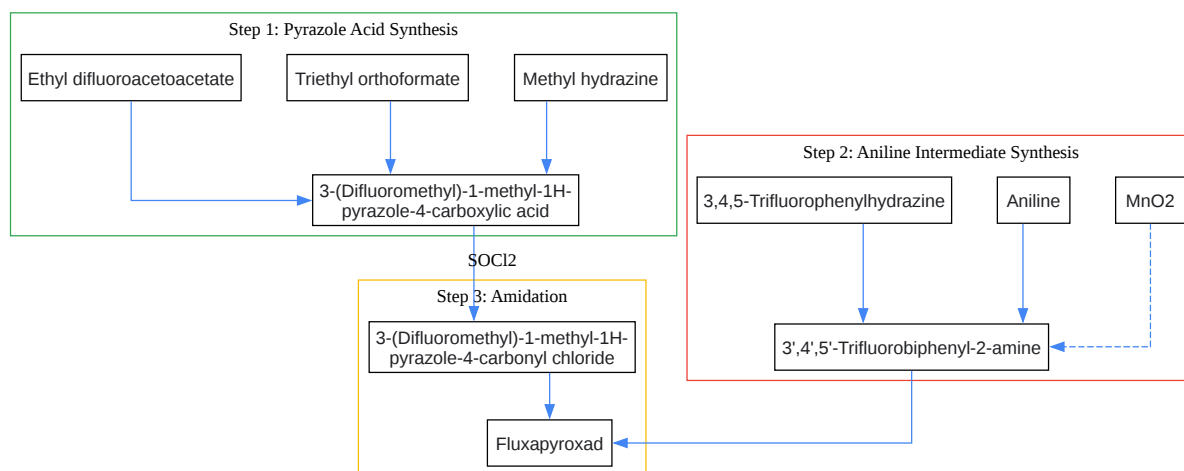 Step 1: Pyrazole Acid Synthesis
Ethyl difluoroacetoacetate
Triethyl orthoformate
Methyl hydrazine
3-(Difluoromethyl)-1-methyl-1H-
pyrazole-4-carboxylic acid
Step 2: Aniline Intermediate Synthesis
3,4,5-Trifluorophenylhydrazine
Aniline
MnO2
3',4',5'-Trifluorobiphenyl-2-amine
SOCl2
Step 3: Amidation
3-(Difluoromethyl)-1-methyl-1H-
pyrazole-4-carbonyl chloride
Fluxapyroxad